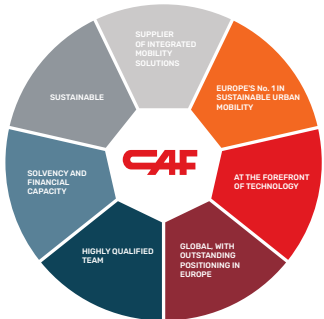 SUPPLIER
OF INTEGRATED
MOBILITY
SOLUTIONS
EUROPE'S No. 1 IN
SUSTAINABLE URBAN
MOBILITY
AT THE FOREFRONT
OF TECHNOLOGY
GLOBAL, WITH
OUTSTANDING
POSITIONING IN
EUROPE
HIGHLY QUALIFIED
TEAM
SOLVENCY AND
FINANCIAL
CAPACITY
SUSTAINABLE
CAF